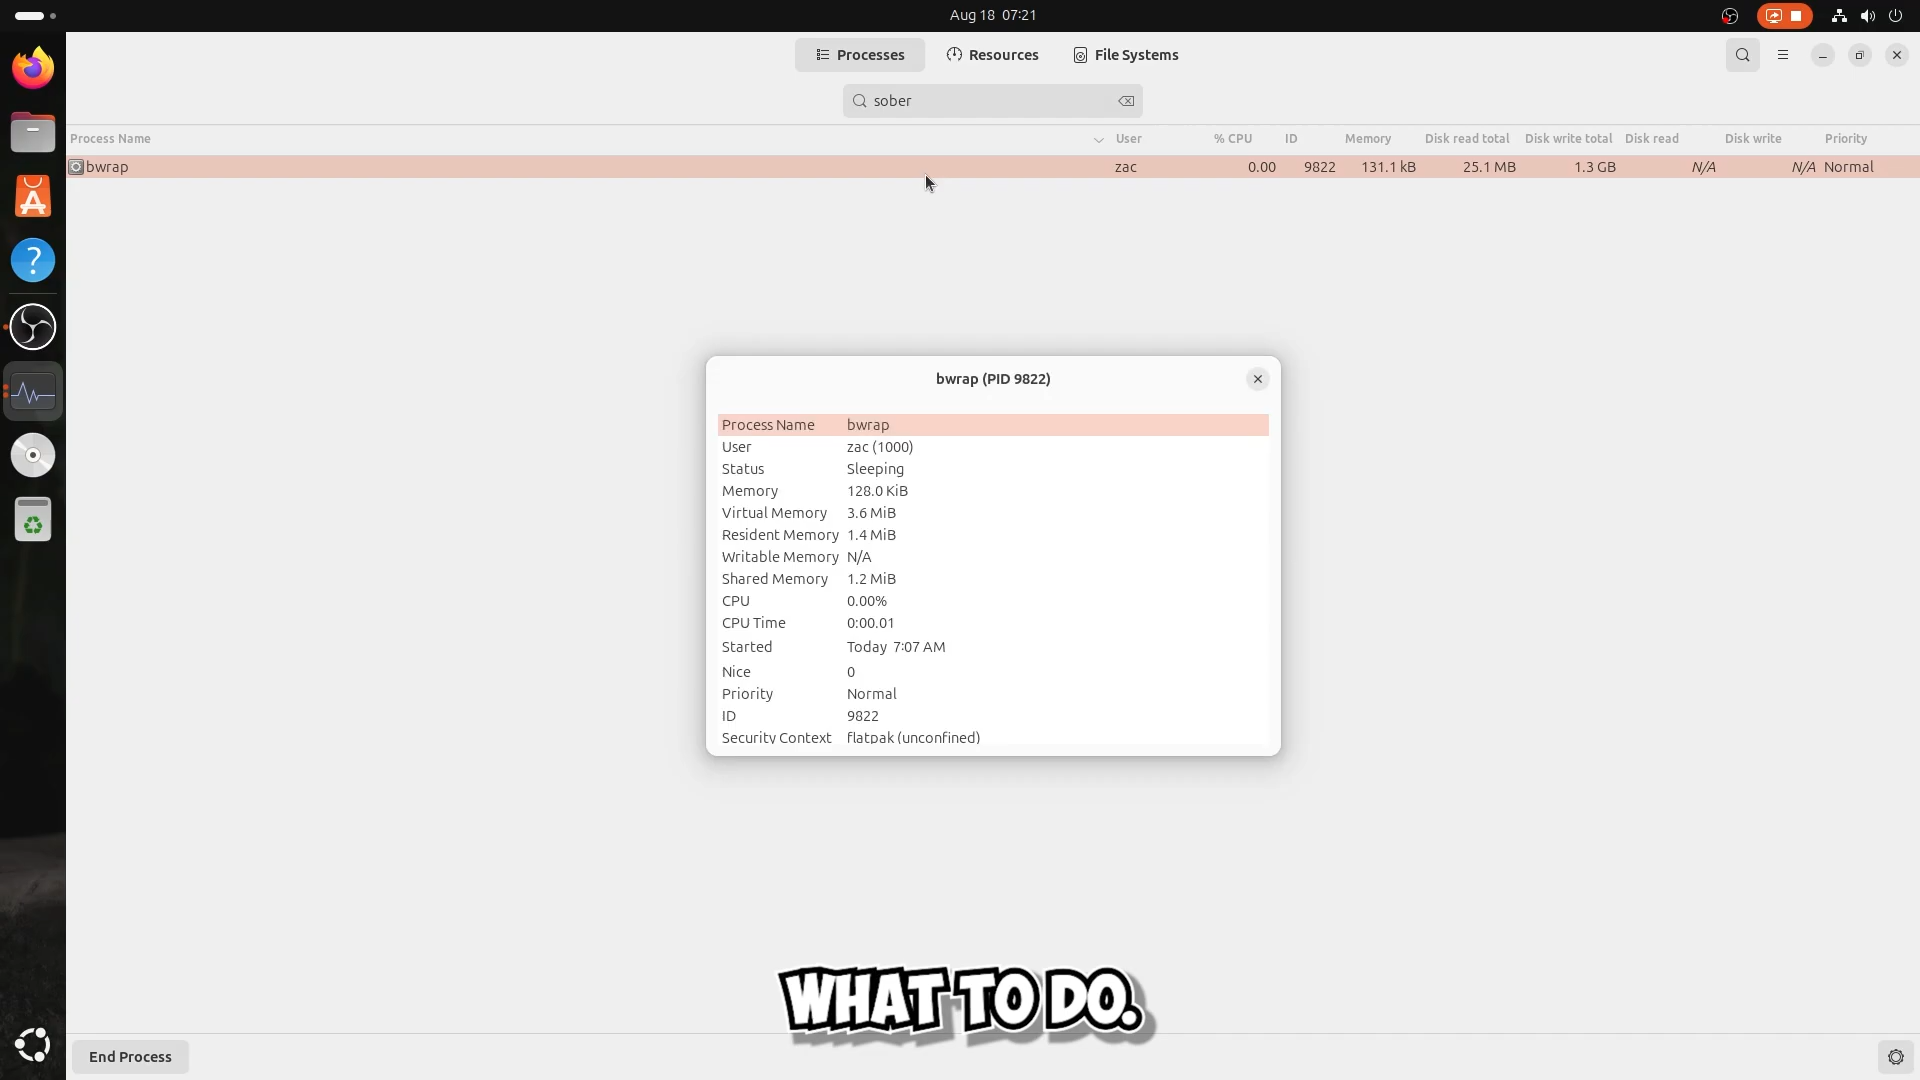 Aug 18 07:21
Processes
Resources
File Systems
sober
Process Name User % CPU ID Memory Disk read total Disk write total Disk read Disk write Priority
bwrap zac 0.00 9822 131.1 kB 25.1 MB 1.3 GB N/A N/A Normal
bwrap (PID 9822)
Process Name bwrap
User zac (1000)
Status Sleeping
Memory 128.0 KiB
Virtual Memory 3.6 MiB
Resident Memory 1.4 MiB
Writable Memory N/A
Shared Memory 1.2 MiB
CPU 0.00%
CPU Time 0:00.01
Started Today 7:07 AM
Nice 0
Priority Normal
ID 9822
Security Context flatpak (unconfined)
WHAT TO DO.
End Process